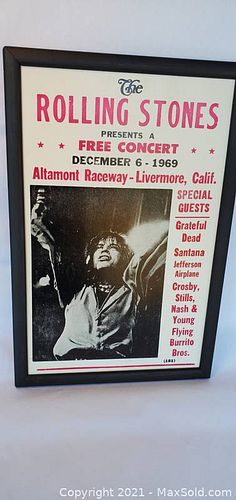 The
ROLLING STONES
PRESENTS A
FREE CONCERT
DECEMBER 6 - 1969
Altamont Raceway - Livermore, Calif.
SPECIAL
GUESTS
Grateful
Dead
Santana
Jefferson
Airplane
Crosby,
Stills,
Nash &
Young
Flying
Burrito
Bros.
Copyright © 2021 - MaxSold.com